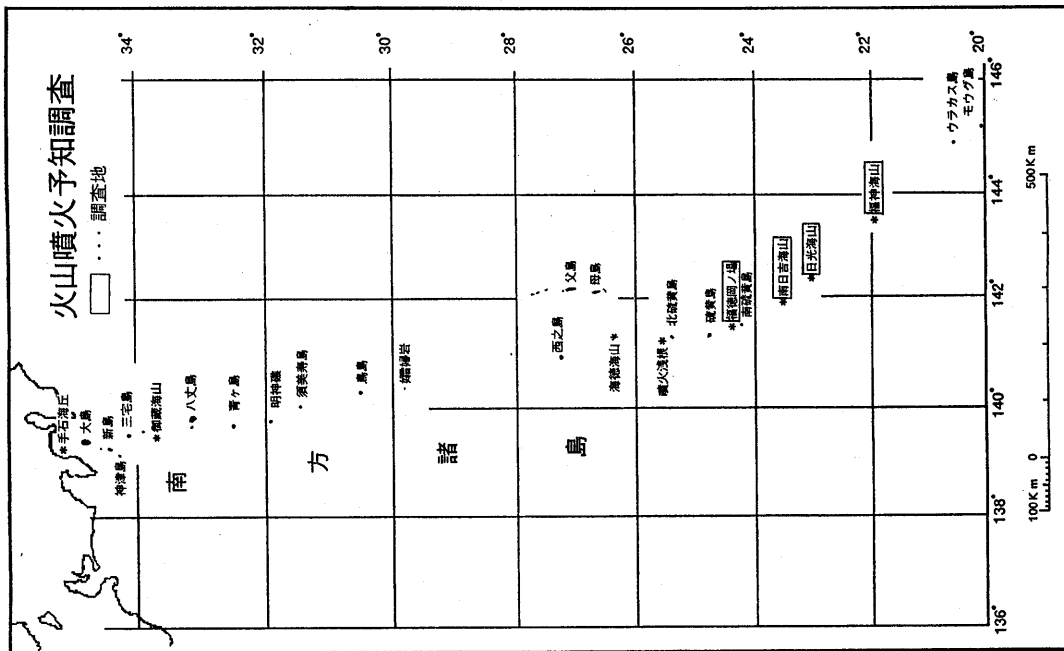 火山噴火予知調査
□・・・調査地
34°
32°
30°
28°
26°
24°
22°
20°
*手石海丘
大島
新島
神津島
三宅島
*御蔵海山
八丈島
青ヶ島
明神礁
須美寿島
鳥島
孀婦岩
南方諸島
西之島
父島
母島
海徳海山*
噴火浅根*
北硫黄島
硫黄島
*福徳岡ノ場
南硫黄島
*南日吉海山
*日光海山
*福神海山
ウラカス島
モウグ島
136°
138°
140°
142°
144°
146°
100Km
0
500Km